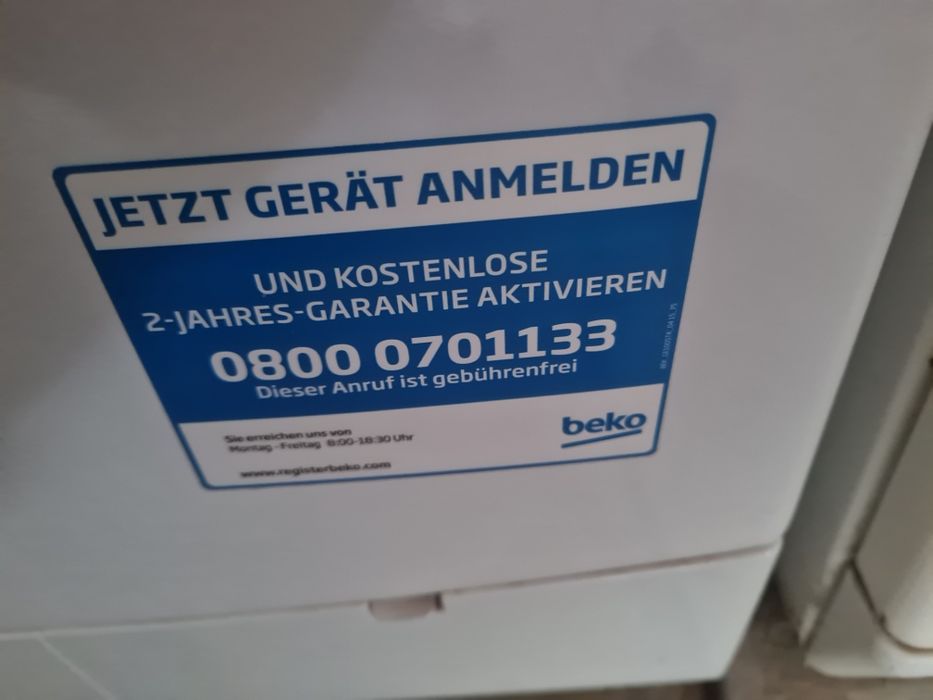 JETZT GERÄT ANMELDEN
UND KOSTENLOSE
2-JAHRES-GARANTIE AKTIVIEREN
0800 0701133
Dieser Anruf ist gebührenfrei
Sie erreichen uns von
Montag - Freitag 8:00-18:30 Uhr
www.registerbeko.com
beko